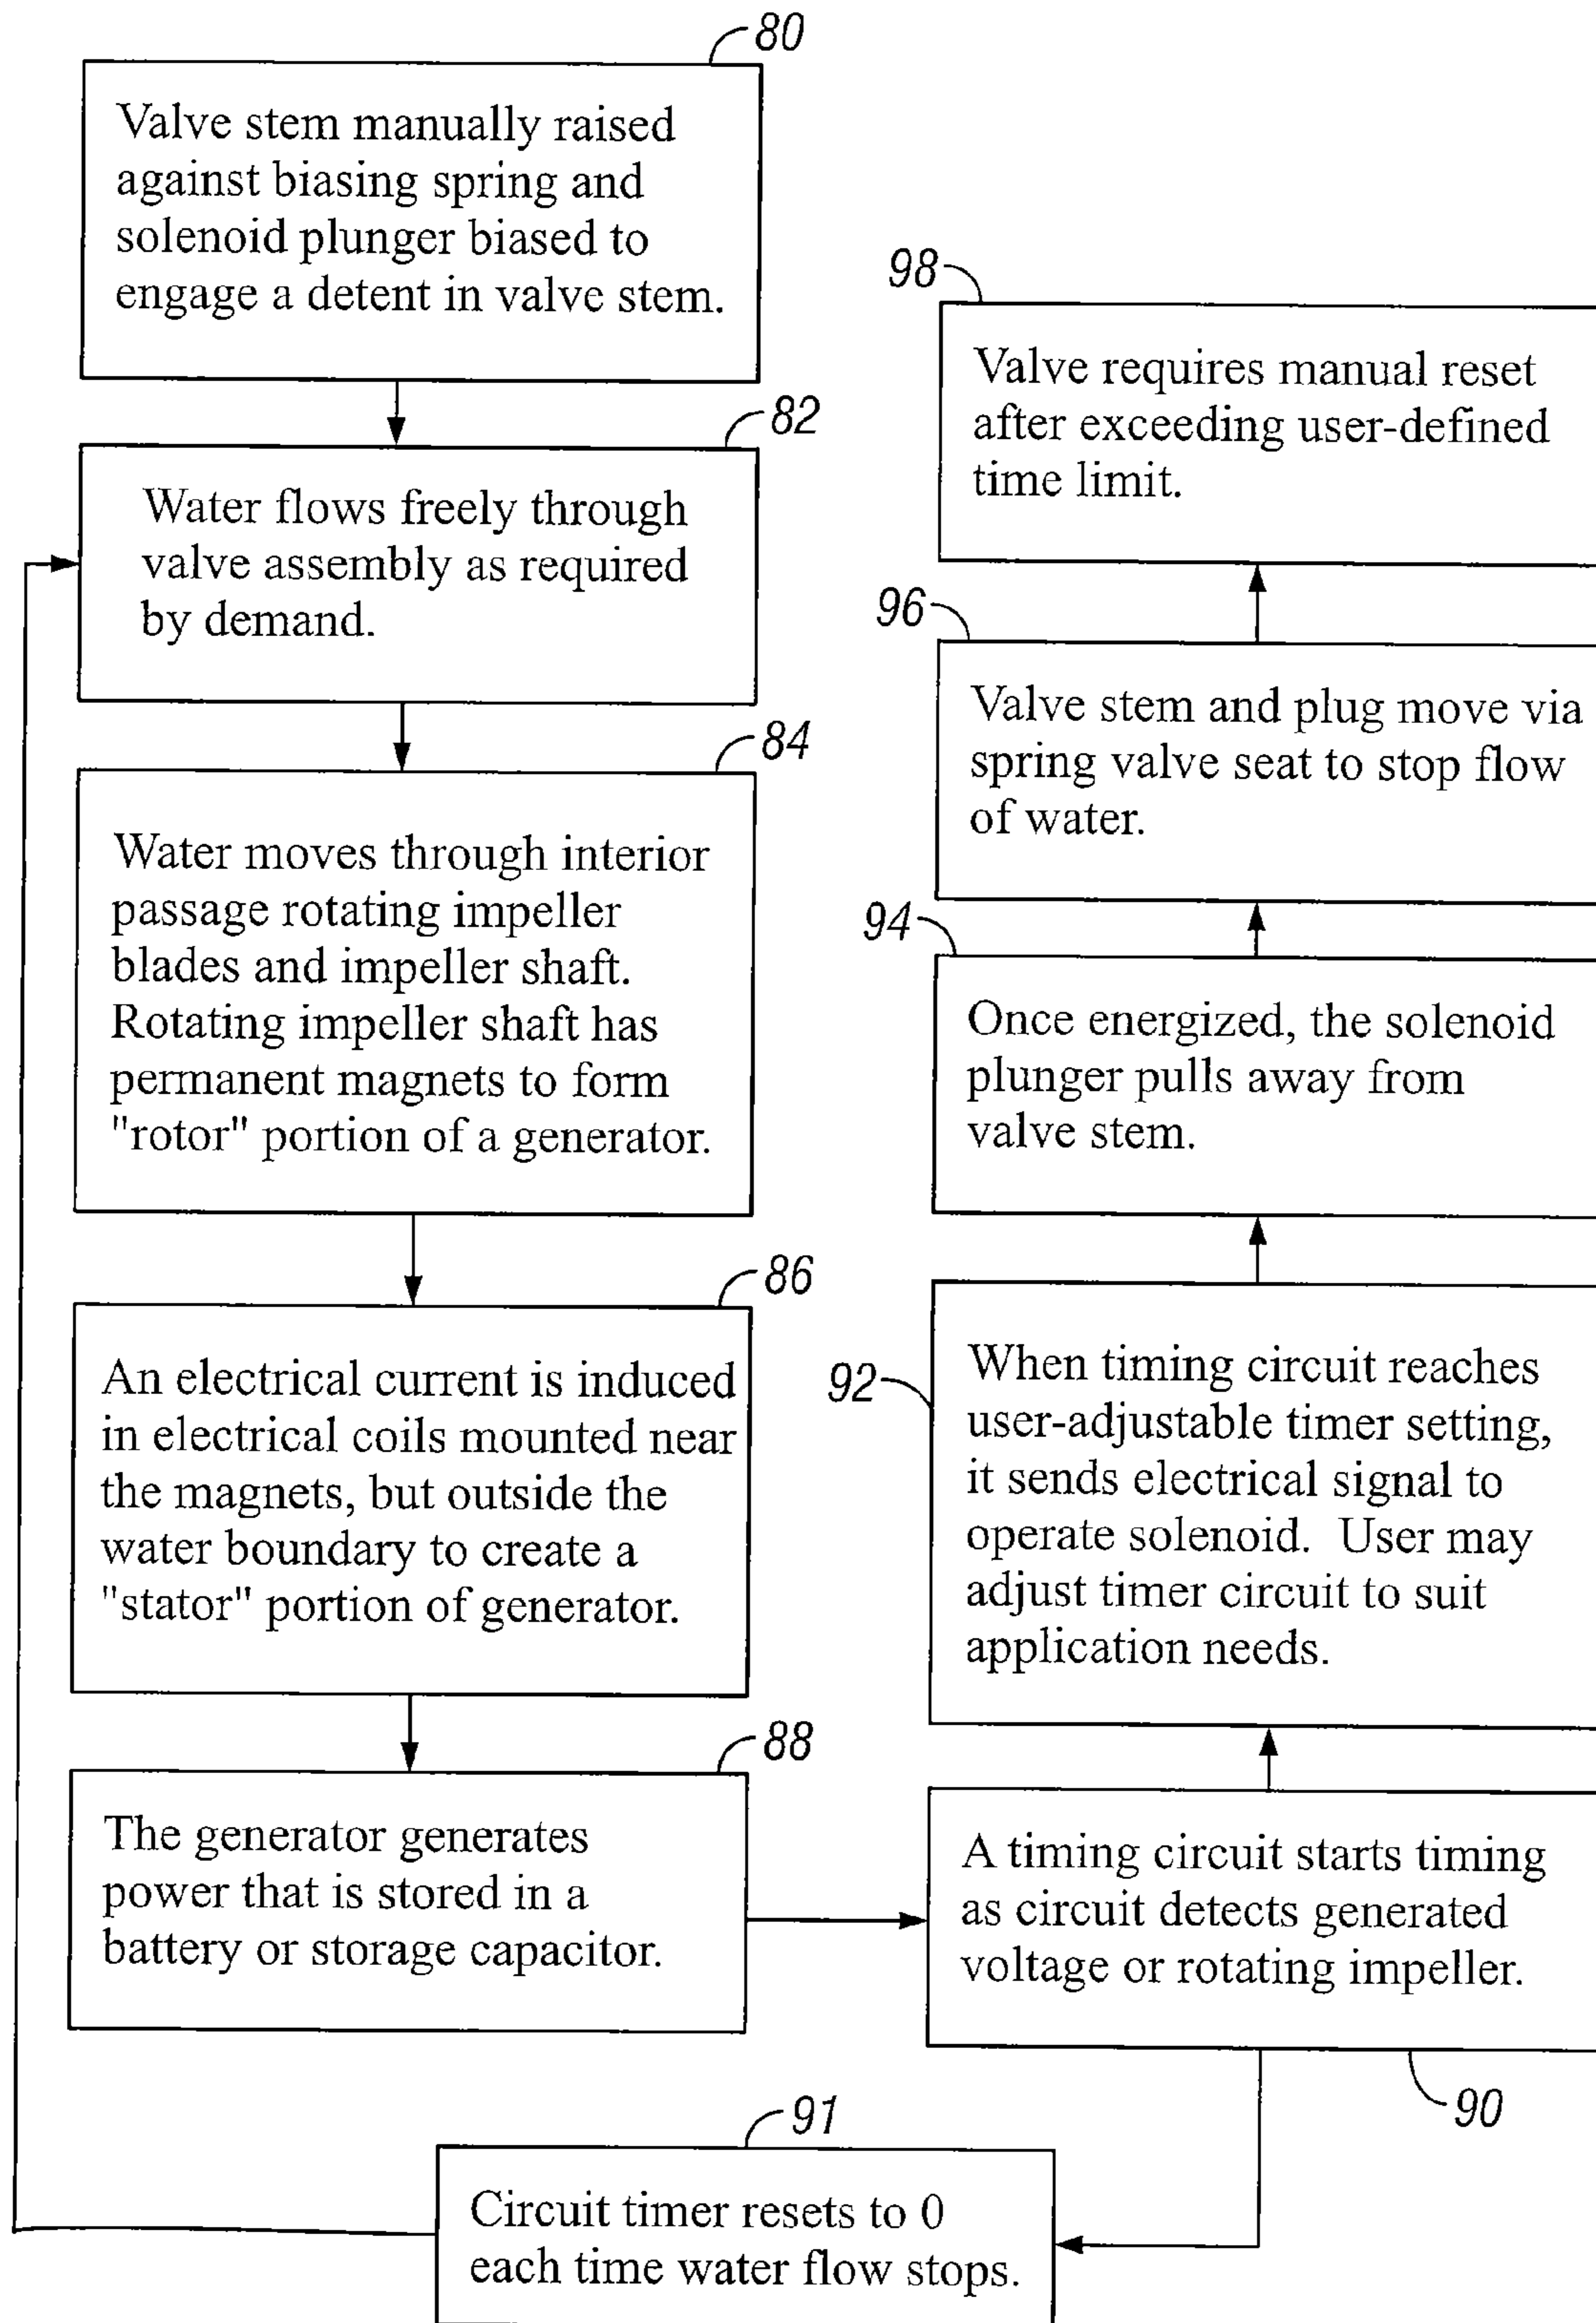 80
Valve stem manually raised
against biasing spring and
solenoid plunger biased to
engage a detent in valve stem.
82
Water flows freely through
valve assembly as required
by demand.
84
Water moves through interior
passage rotating impeller
blades and impeller shaft.
Rotating impeller shaft has
permanent magnets to form
"rotor" portion of a generator.
86
An electrical current is induced
in electrical coils mounted near
the magnets, but outside the
water boundary to create a
"stator" portion of generator.
88
The generator generates
power that is stored in a
battery or storage capacitor.
90
A timing circuit starts timing
as circuit detects generated
voltage or rotating impeller.
91
Circuit timer resets to 0
each time water flow stops.
92
When timing circuit reaches
user-adjustable timer setting,
it sends electrical signal to
operate solenoid. User may
adjust timer circuit to suit
application needs.
94
Once energized, the solenoid
plunger pulls away from
valve stem.
96
Valve stem and plug move via
spring valve seat to stop flow
of water.
98
Valve requires manual reset
after exceeding user-defined
time limit.